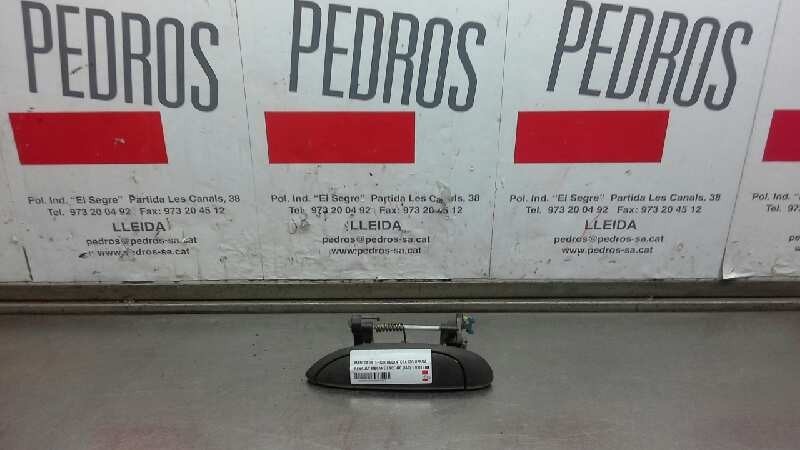 PEDROS
PEDROS
PEDROS
Pol. Ind. "El Segre" Partida Les Canals, 38
Tel. 973 20 04 92 Fax: 973 20 45 12
LLEIDA
pedros@pedros-sa.cat
www.pedros-sa.cat
Pol. Ind. "El Segre" Partida Les Canals, 38
Tel. 973 20 04 92 Fax: 973 20 45 12
LLEIDA
pedros@pedros-sa.cat
www.pedros-sa.cat
Pol. Ind. "El Segre" Partida Les Canals, 38
Tel. 973 20 04 92 Fax: 973 20 45 12
LLEIDA
pedros@pedros-sa.cat
www.pedros-sa.cat
Pol. Ind.
Tel. 97